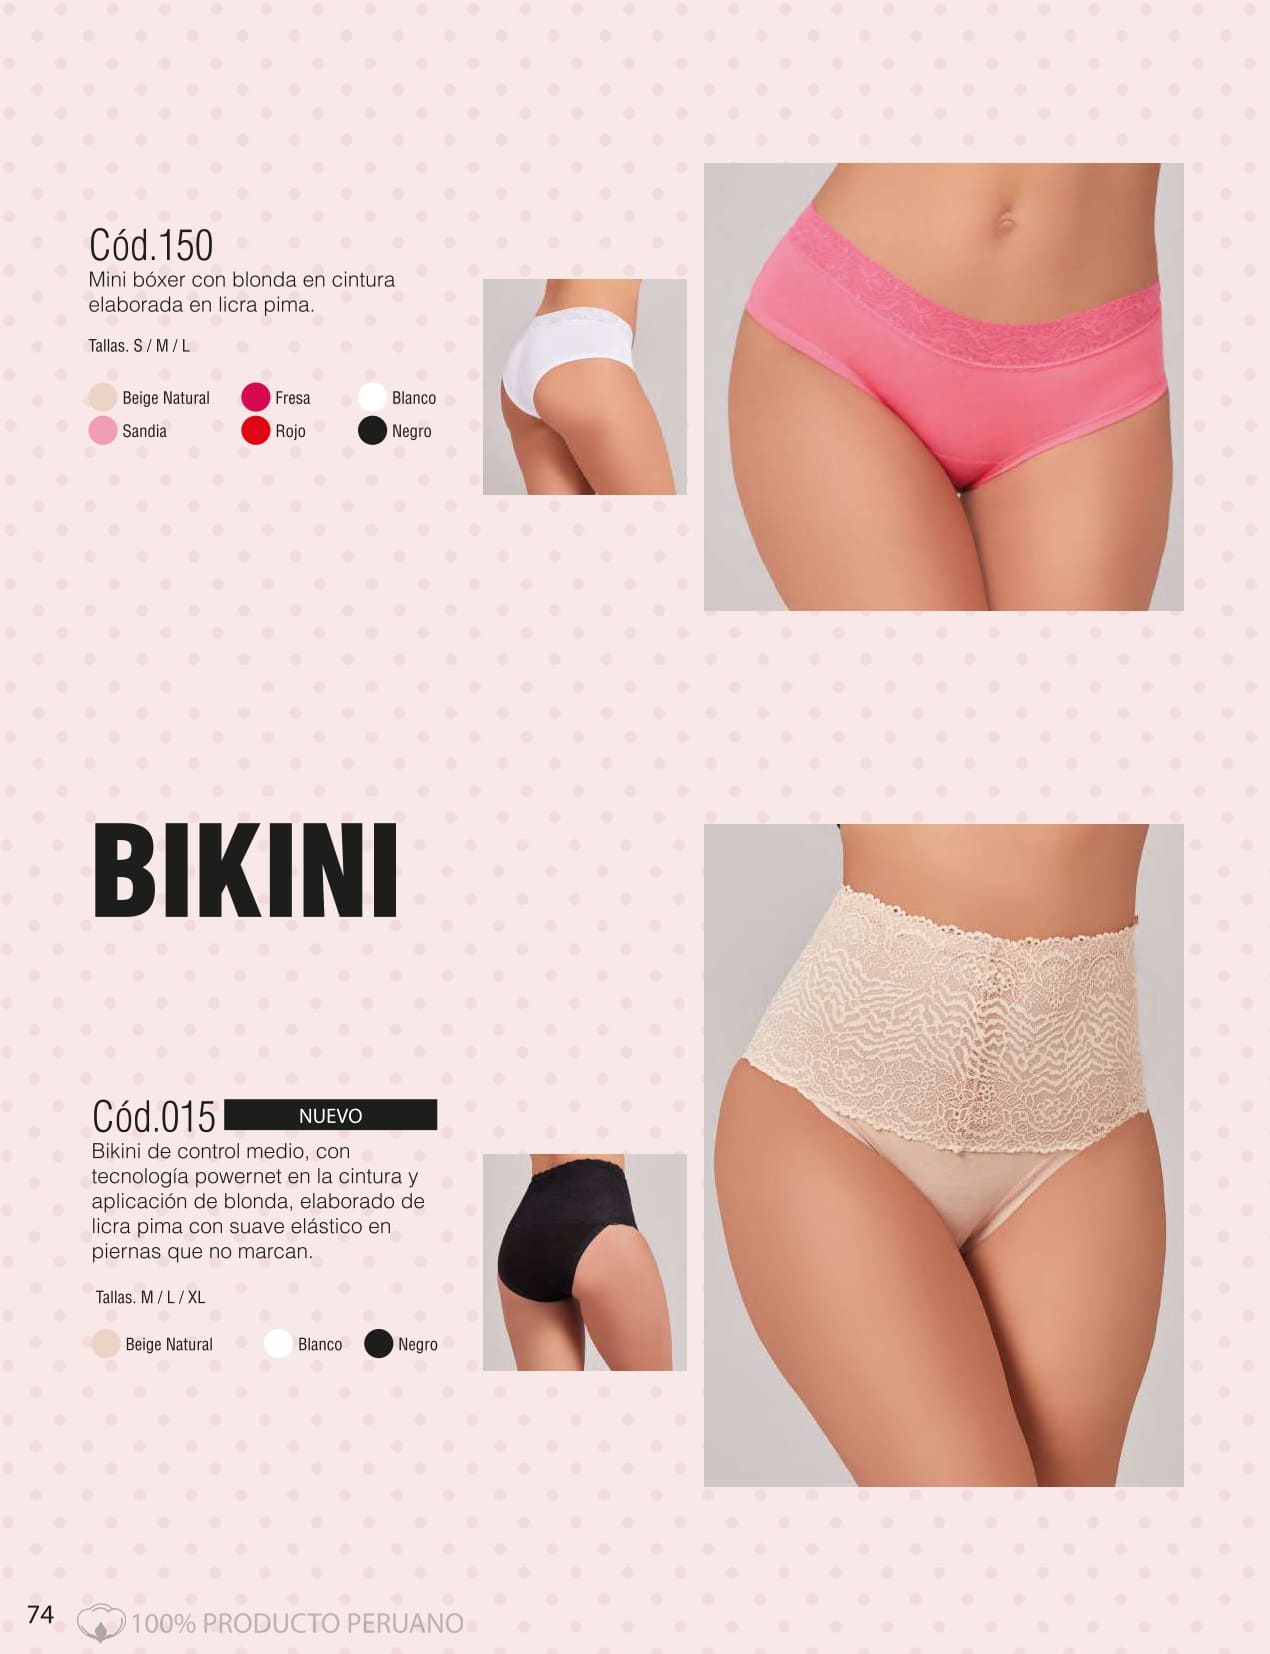 Cód.150
Mini bóxer con blonda en cintura
elaborada en licra pima.
Tallas. S / M / L
Beige Natural
Fresa
Blanco
Sandia
Rojo
Negro
BIKINI
Cód.015
NUEVO
Bikini de control medio, con
tecnología powernet en la cintura y
aplicación de blonda, elaborado de
licra pima con suave elástico en
piernas que no marcan.
Tallas. M / L / XL
Beige Natural
Blanco
Negro
74
100% PRODUCTO PERUANO